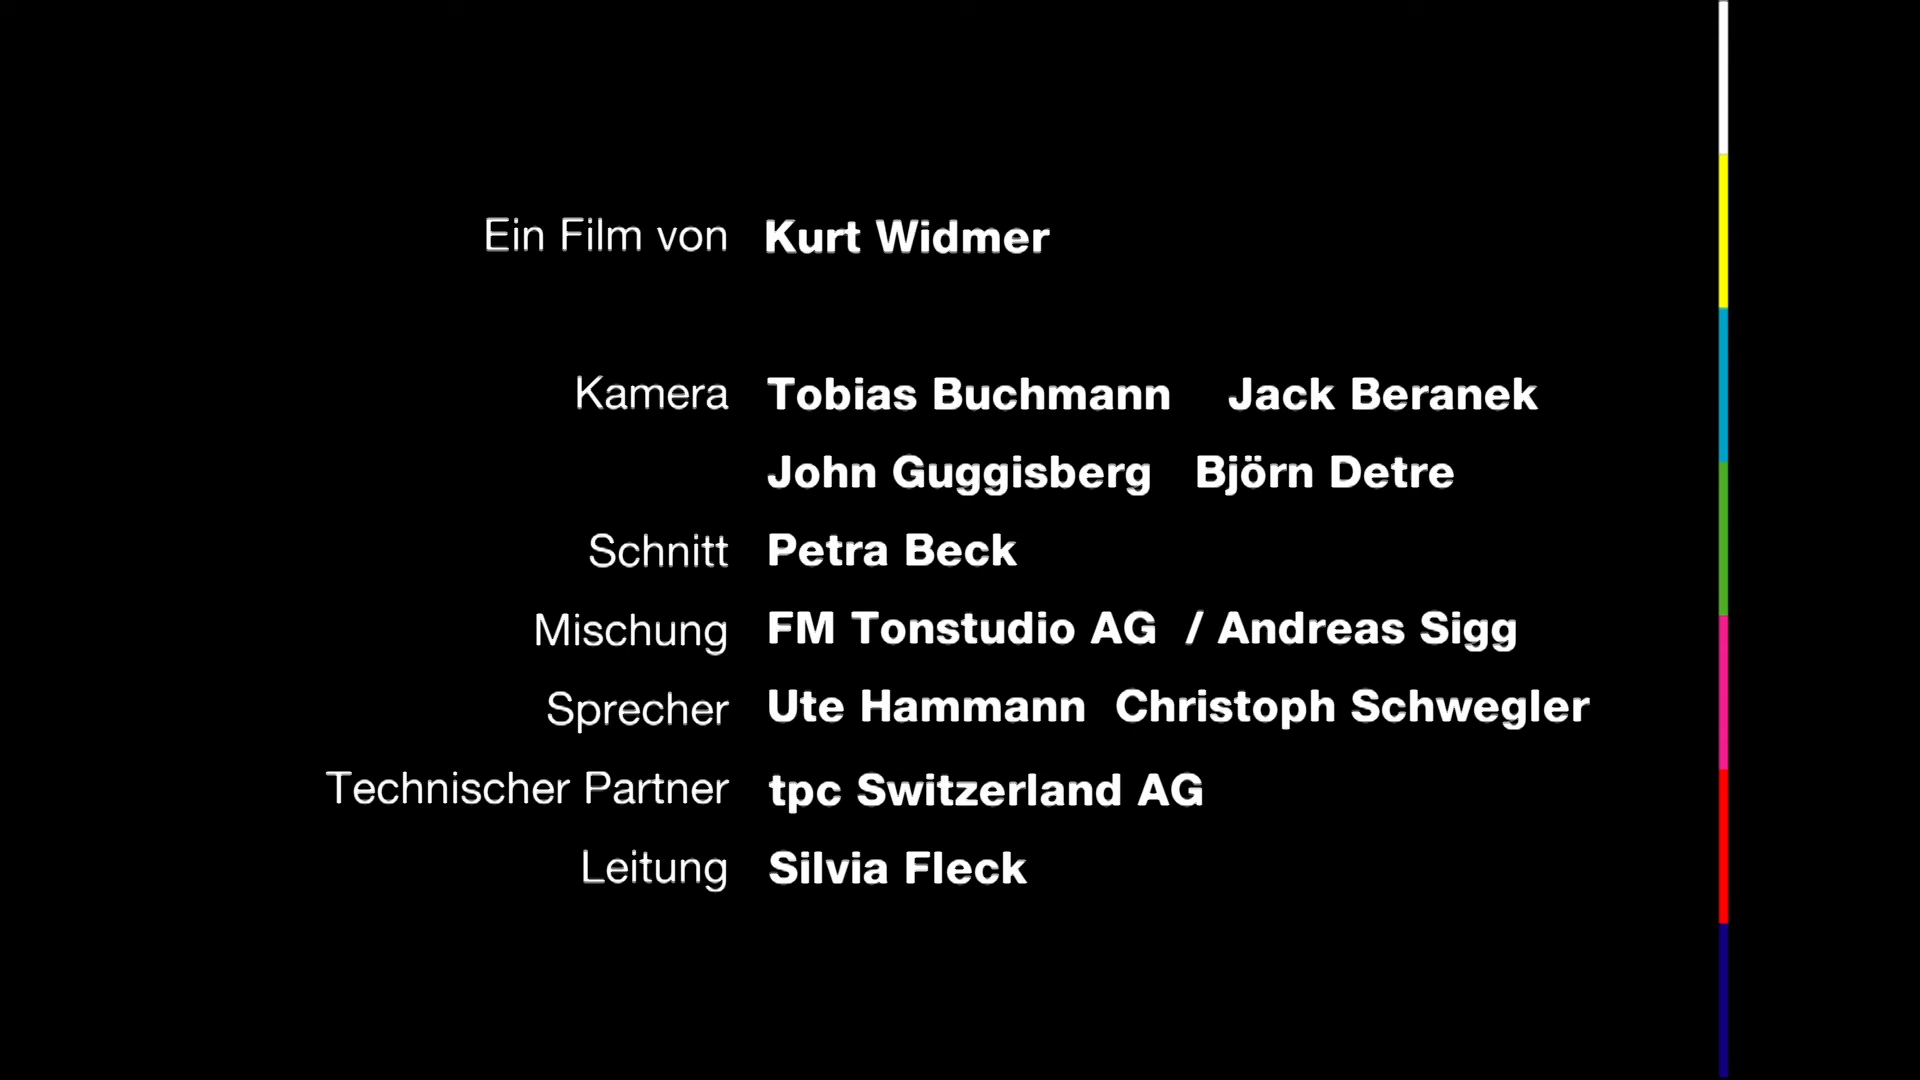 Ein Film von Kurt Widmer
Kamera Tobias Buchmann Jack Beranek
John Guggisberg Björn Detre
Schnitt Petra Beck
Mischung FM Tonstudio AG / Andreas Sigg
Sprecher Ute Hammann Christoph Schwegler
Technischer Partner tpc Switzerland AG
Leitung Silvia Fleck